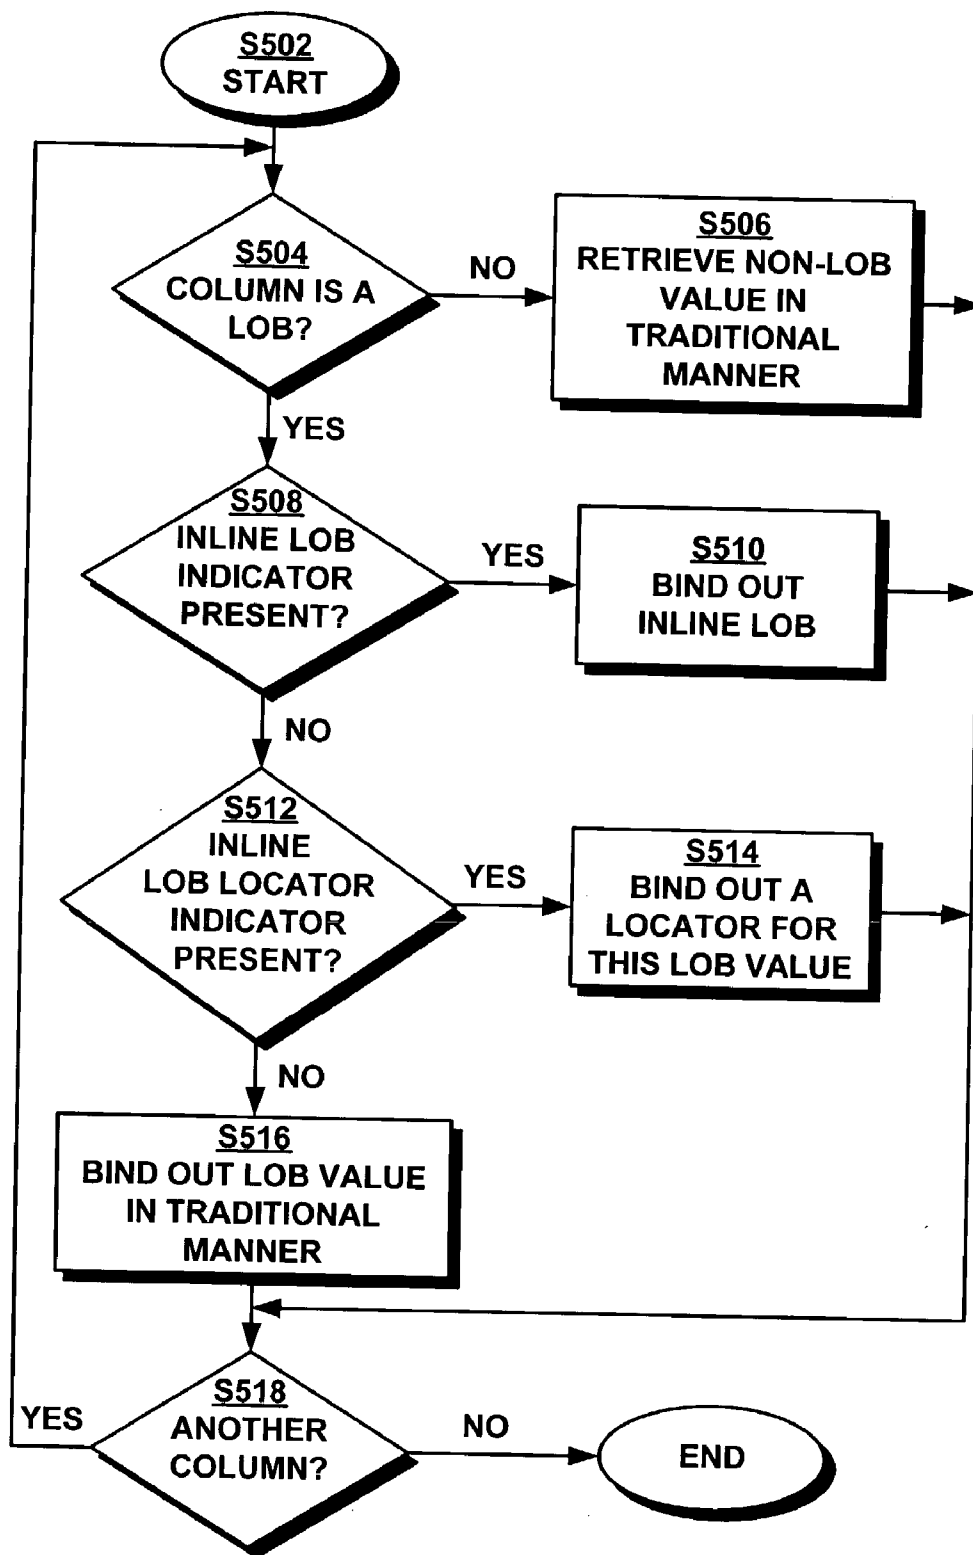 S502
START
S504
COLUMN IS A
LOB?
NO
S506
RETRIEVE NON-LOB
VALUE IN
TRADITIONAL
MANNER
YES
S508
INLINE LOB
INDICATOR
PRESENT?
YES
S510
BIND OUT
INLINE LOB
NO
S512
INLINE
LOB LOCATOR
INDICATOR
PRESENT?
YES
S514
BIND OUT A
LOCATOR FOR
THIS LOB VALUE
NO
S516
BIND OUT LOB VALUE
IN TRADITIONAL
MANNER
S518
ANOTHER
COLUMN?
YES
NO
END